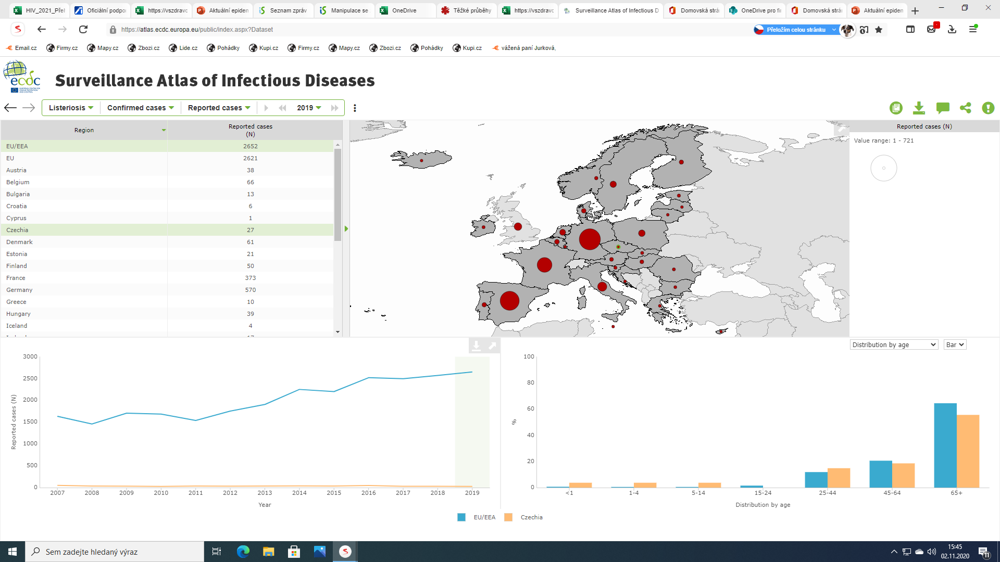 HIV_2021_Přel
Oficiální podpor
https://vszdravo
Aktuální epiden
Seznam zpráv
Manipulace se
OneDrive
Těžké průběhy
https://vszdravo
Surveillance Atlas of Infectious D
Domovská strá
OneDrive pro fir
Domovská strá
Aktuální epiden
https://atlas.ecdc.europa.eu/public/index.aspx?Dataset
Přeložím celou stránku
Email.cz
Firmy.cz
Mapy.cz
Zbozi.cz
Lide.cz
Pohádky
Kupi.cz
Firmy.cz
Mapy.cz
Zbozi.cz
Pohádky
Kupi.cz
vážená paní Jurková,
ecdc
Surveillance Atlas of Infectious Diseases
Listeriosis
Confirmed cases
Reported cases
2019
Region
Reported cases
(N)
EU/EEA 2652
EU 2621
Austria 38
Belgium 66
Bulgaria 13
Croatia 6
Cyprus 1
Czechia 27
Denmark 61
Estonia 21
Finland 50
France 373
Germany 570
Greece 10
Hungary 39
Iceland 4
Reported cases (N)
Value range: 1 - 721
3000
2500
2000
1500
1000
500
0
Reported cases (N)
2007 2008 2009 2010 2011 2012 2013 2014 2015 2016 2017 2018 2019
Year
Distribution by age
Bar
100
80
60
40
20
0
%
<1 1-4 5-14 15-24 25-44 45-64 65+
Distribution by age
EU/EEA
Czechia
Sem zadejte hledaný výraz
15:45
02.11.2020
11